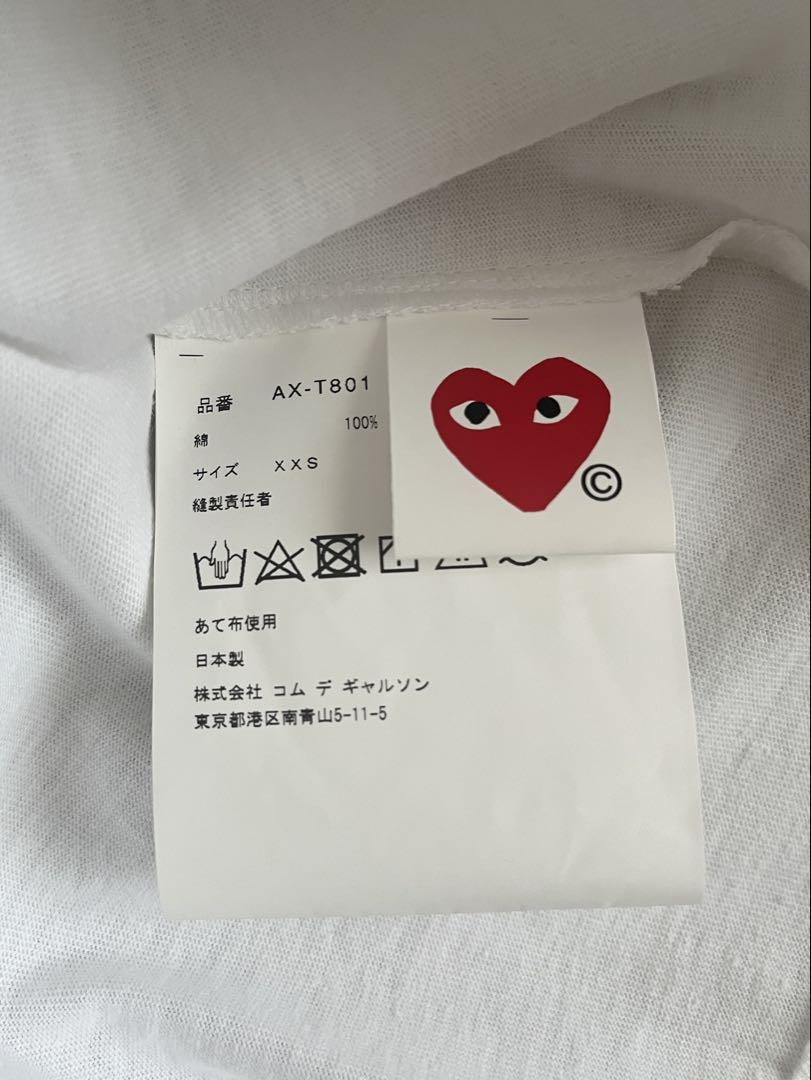 品番 AX-T801
綿 100%
サイズ XXS
縫製責任者
©
あて布使用
日本製
株式会社 コム デ ギャルソン
東京都港区南青山5-11-5